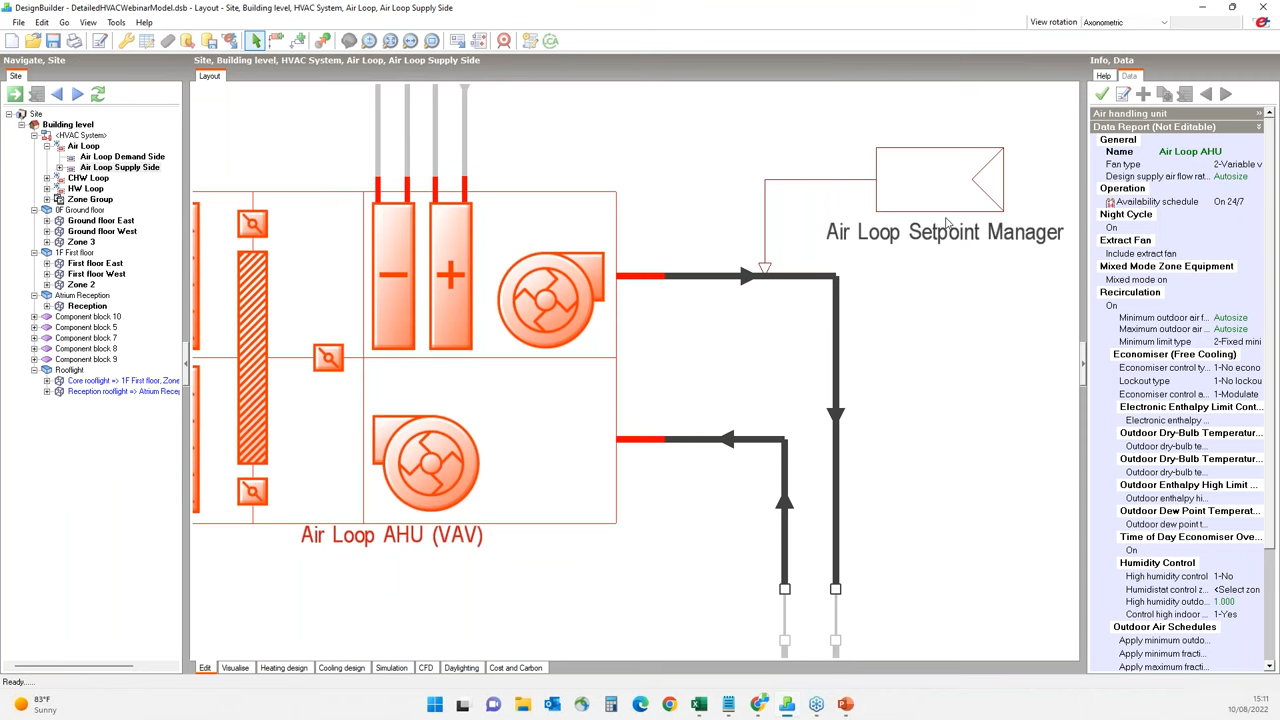 DesignBuilder - DetailedHVACWebinarModel.dsb - Layout - Site, Building level, HVAC System, Air Loop, Air Loop Supply Side
File Edit Go View Tools Help
View rotation Axonometric
Navigate, Site
Site, Building level, HVAC System, Air Loop, Air Loop Supply Side
Info, Data
Site
Layout
Help Data
Site
Building level
<HVAC System>
Air Loop
Air Loop Demand Side
Air Loop Supply Side
CHW Loop
HW Loop
Zone Group
0F Ground floor
Ground floor East
Ground floor West
Zone 3
1F First floor
First floor East
First floor West
Zone 2
Atrium Reception
Reception
Component block 10
Component block 5
Component block 7
Component block 8
Component block 9
Rooflight
Core rooflight => 1F First floor, Zone
Reception rooflight => Atrium Recep
Air Loop Setpoint Manager
Air Loop AHU (VAV)
Air handling unit
Data Report (Not Editable)
General
Name Air Loop AHU
Fan type 2-Variable v
Design supply air flow rat... Autosize
Operation
Availability schedule On 24/7
Night Cycle
On
Extract Fan
Include extract fan
Mixed Mode Zone Equipment
Mixed mode on
Recirculation
On
Minimum outdoor air f... Autosize
Maximum outdoor air ... Autosize
Minimum limit type 2-Fixed mini
Economiser (Free Cooling)
Economiser control ty... 1-No econo
Lockout type 1-No lockou
Economiser control a... 1-Modulate
Electronic Enthalpy Limit Cont...
Electronic enthalpy ...
Outdoor Dry-Bulb Temperatur...
Outdoor dry-bulb te...
Outdoor Dry-Bulb Temperatur...
Outdoor dry-bulb te...
Outdoor Enthalpy High Limit ...
Outdoor enthalpy hi...
Outdoor Dew Point Temperat...
Outdoor dew point t...
Time of Day Economiser Ove...
On
Humidity Control
High humidity control 1-No
Humidistat control z... <Select zon
High humidity outdo... 1.000
Control high indoor ... 1-Yes
Outdoor Air Schedules
Apply minimum outdo...
Apply minimum fracti...
Apply maximum fracti...
Edit Visualise Heating design Cooling design Simulation CFD Daylighting Cost and Carbon
Ready.....
83°F
Sunny
15:11
10/08/2022